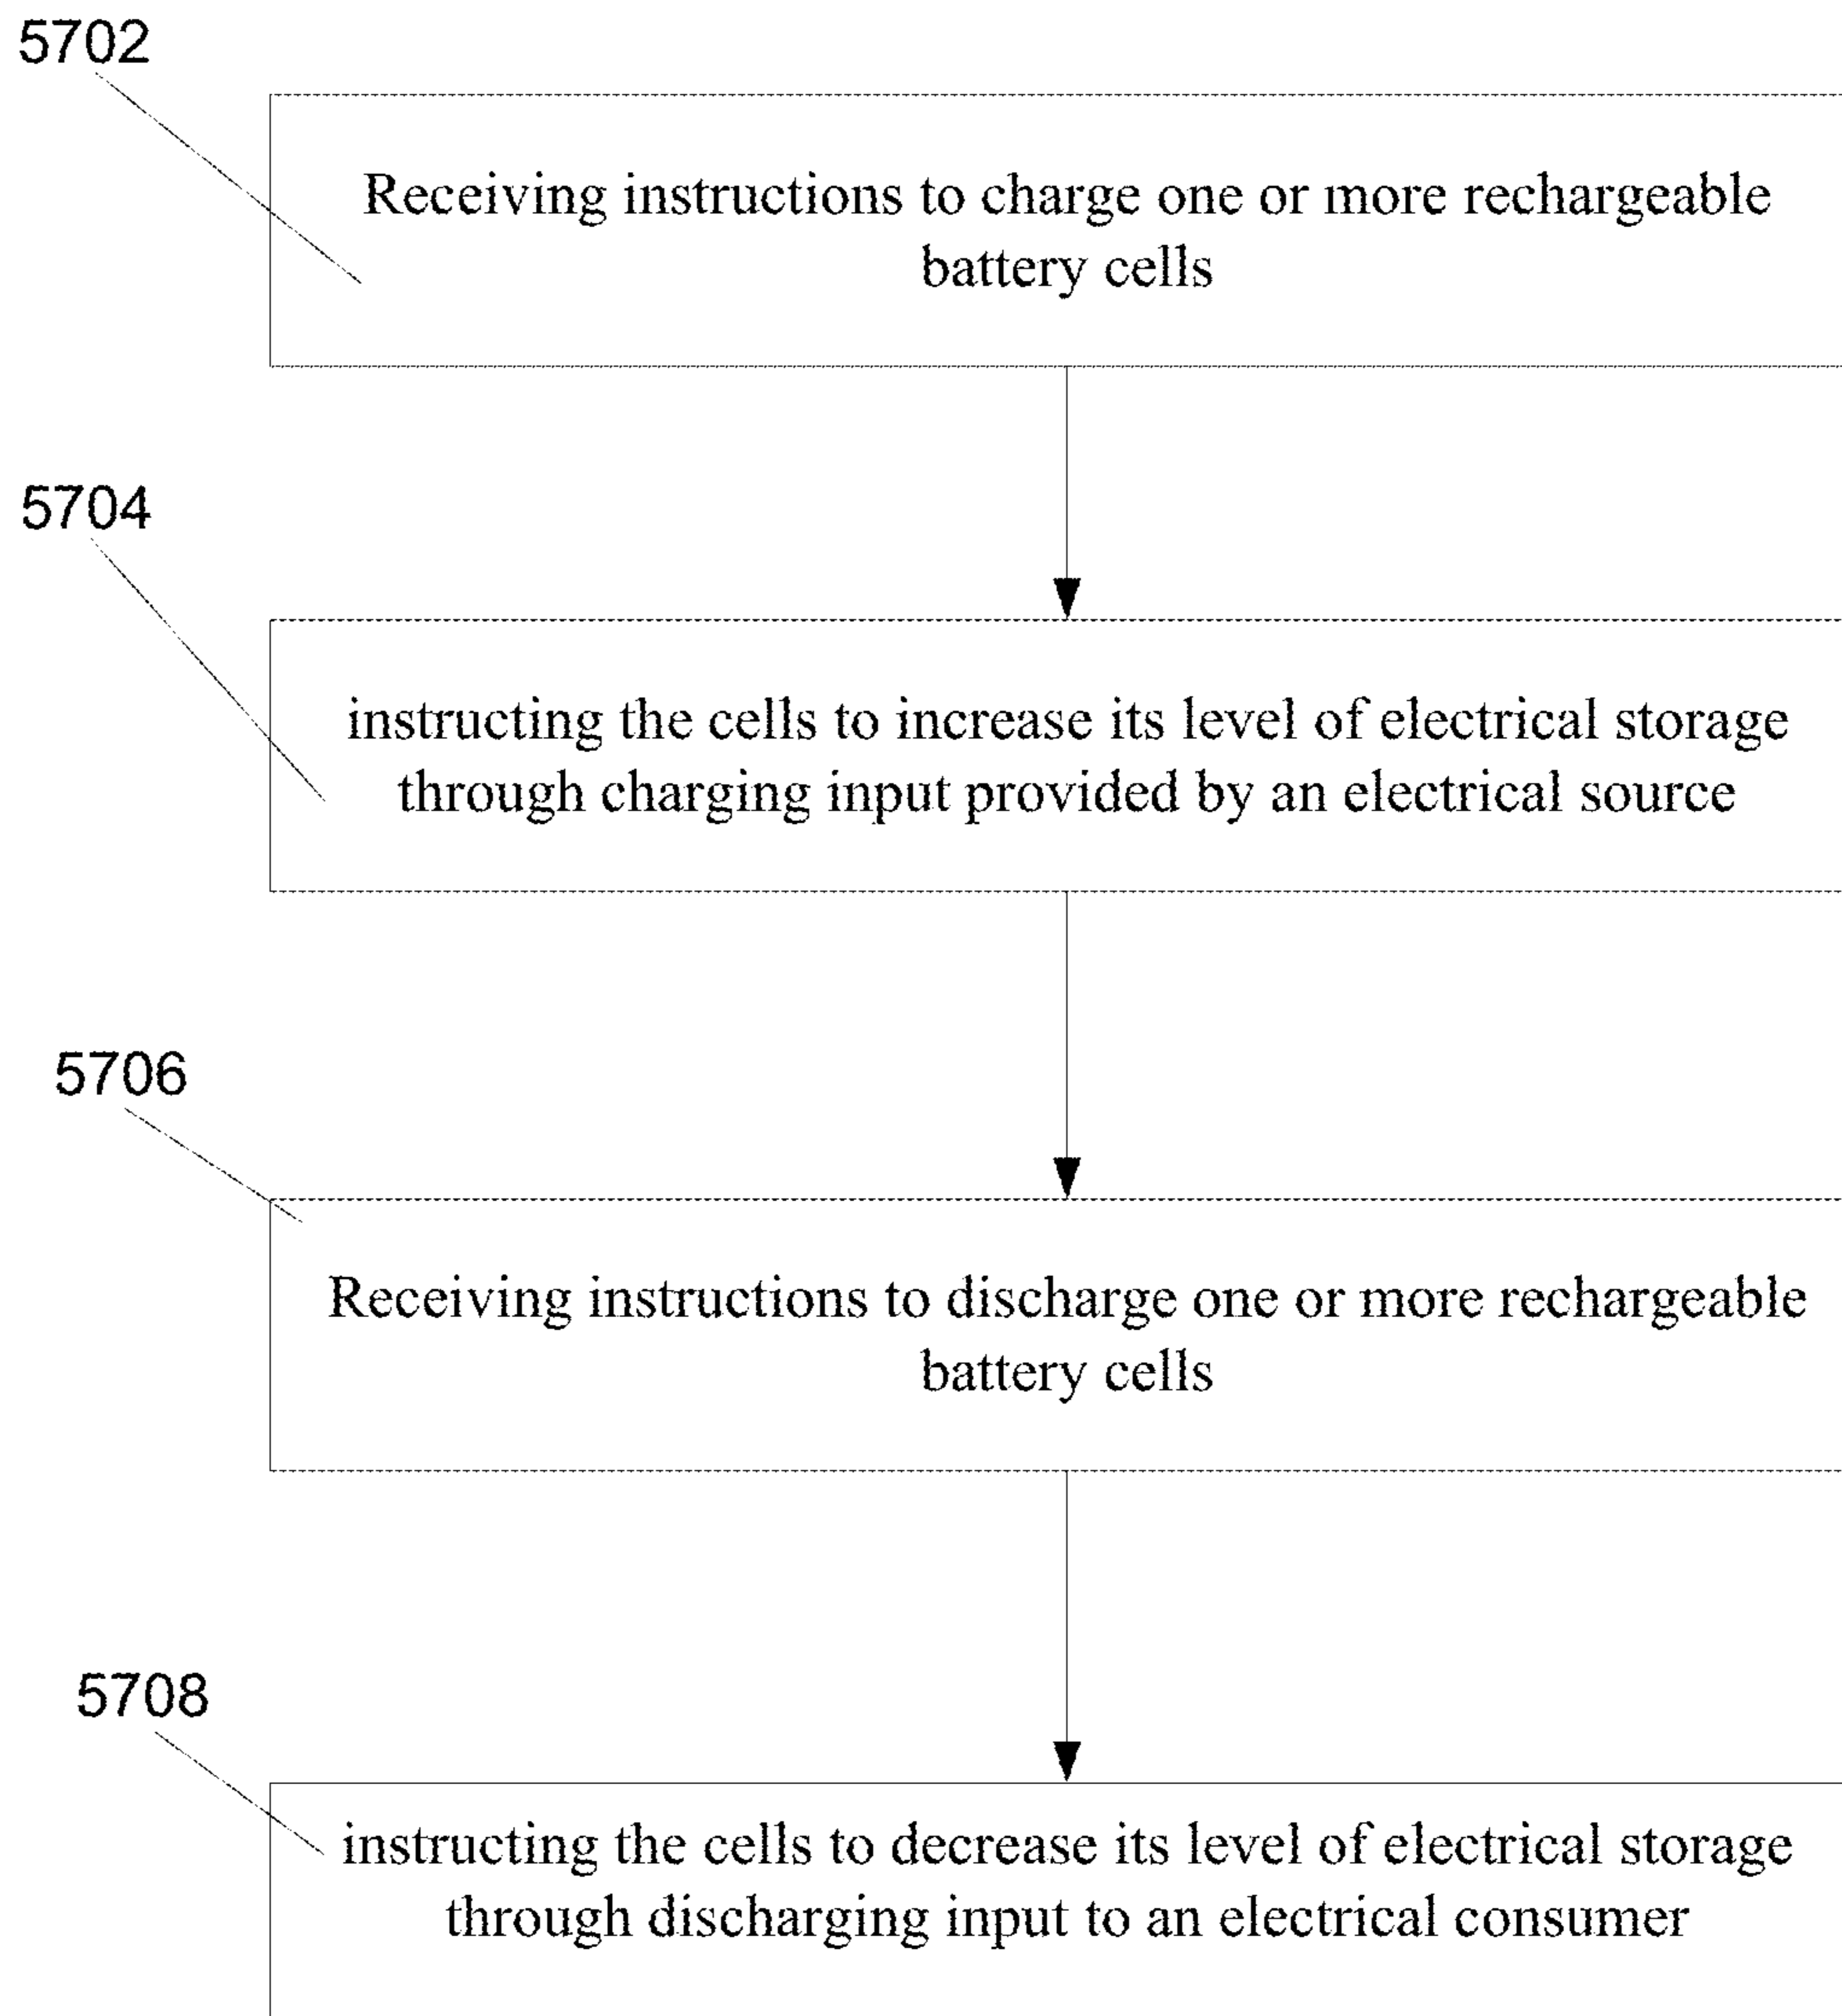 5702
Receiving instructions to charge one or more rechargeable
battery cells
5704
instructing the cells to increase its level of electrical storage
through charging input provided by an electrical source
5706
Receiving instructions to discharge one or more rechargeable
battery cells
5708
instructing the cells to decrease its level of electrical storage
through discharging input to an electrical consumer